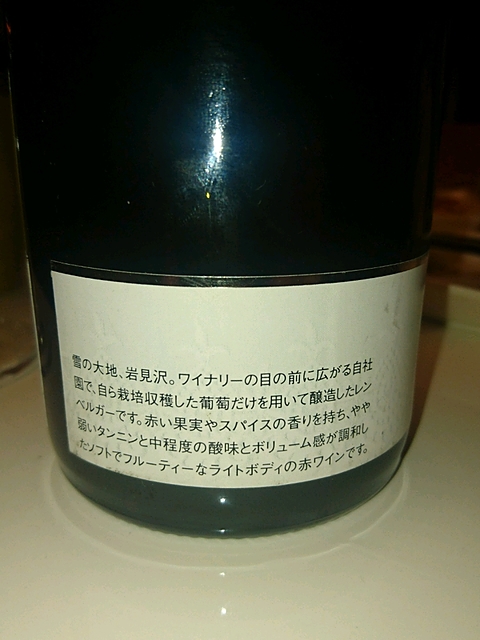 雪の大地、岩見沢。ワイナリーの目の前に広がる自社
園で、自ら栽培収穫した葡萄だけを用いて醸造したレン
ベルガーです。赤い果実やスパイスの香りを持ち、やや
弱いタンニンと中程度の酸味とボリューム感が調和し
たソフトでフルーティーなライトボディの赤ワインです。